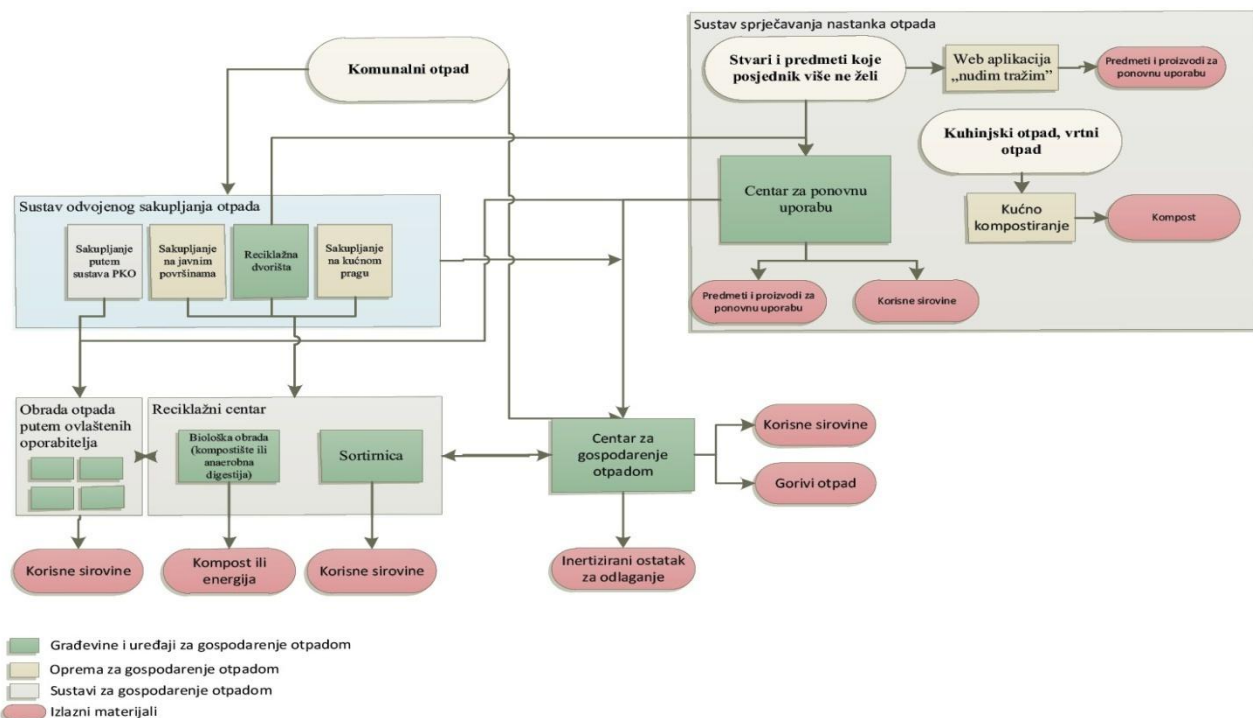 Sustav sprječavanja nastanka otpada
Komunalni otpad
Stvari i predmeti koje
posjednik više ne želi
Web aplikacija
„nudim tražim”
Predmeti i proizvodi za
ponovnu uporabu
Kuhinjski otpad, vrtni
otpad
Centar za ponovnu
uporabu
Kućno
kompostiranje
Kompost
Predmeti i proizvodi za
ponovnu uporabu
Korisne sirovine
Sustav odvojenog sakupljanja otpada
Sakupljanje
putem
sustava PKO
Sakupljanje
na javnim
površinama
Reciklažna
dvorišta
Sakupljanje
na kućnom
pragu
Obrada otpada
putem ovlaštenih
oporabitelja
Reciklažni centar
Biološka obrada
(kompostište ili
anaerobna
digestija)
Sortirnica
Centar za
gospodarenje
otpadom
Korisne sirovine
Gorivi otpad
Korisne sirovine
Kompost ili
energija
Korisne sirovine
Inertizirani ostatak
za odlaganje
Građevine i uređaji za gospodarenje otpadom
Oprema za gospodarenje otpadom
Sustavi za gospodarenje otpadom
Izlazni materijali